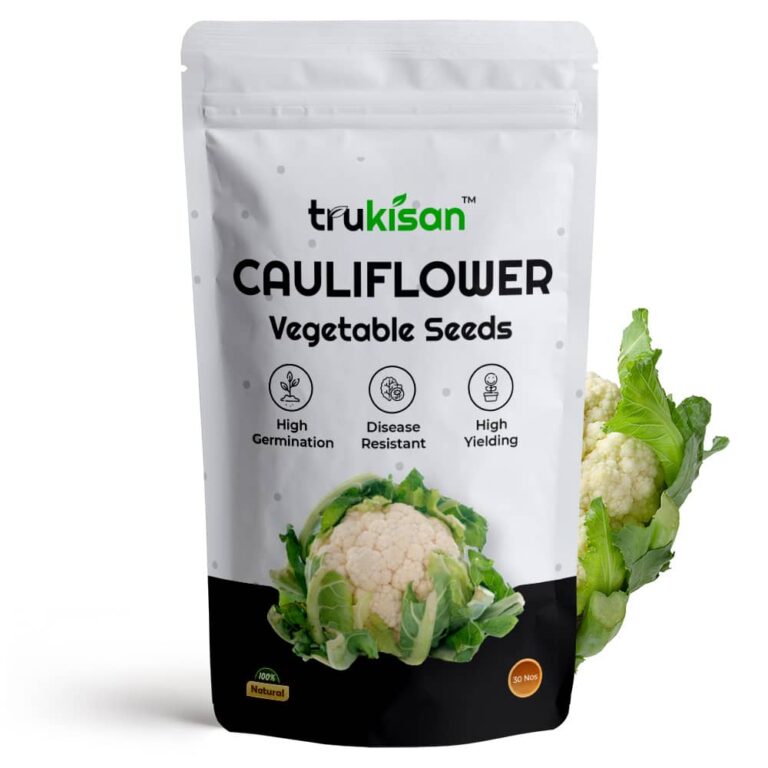 trukisan™
CAULIFLOWER
Vegetable Seeds
High
Germination
Disease
Resistant
High
Yielding
100%
Natural
30 Nos